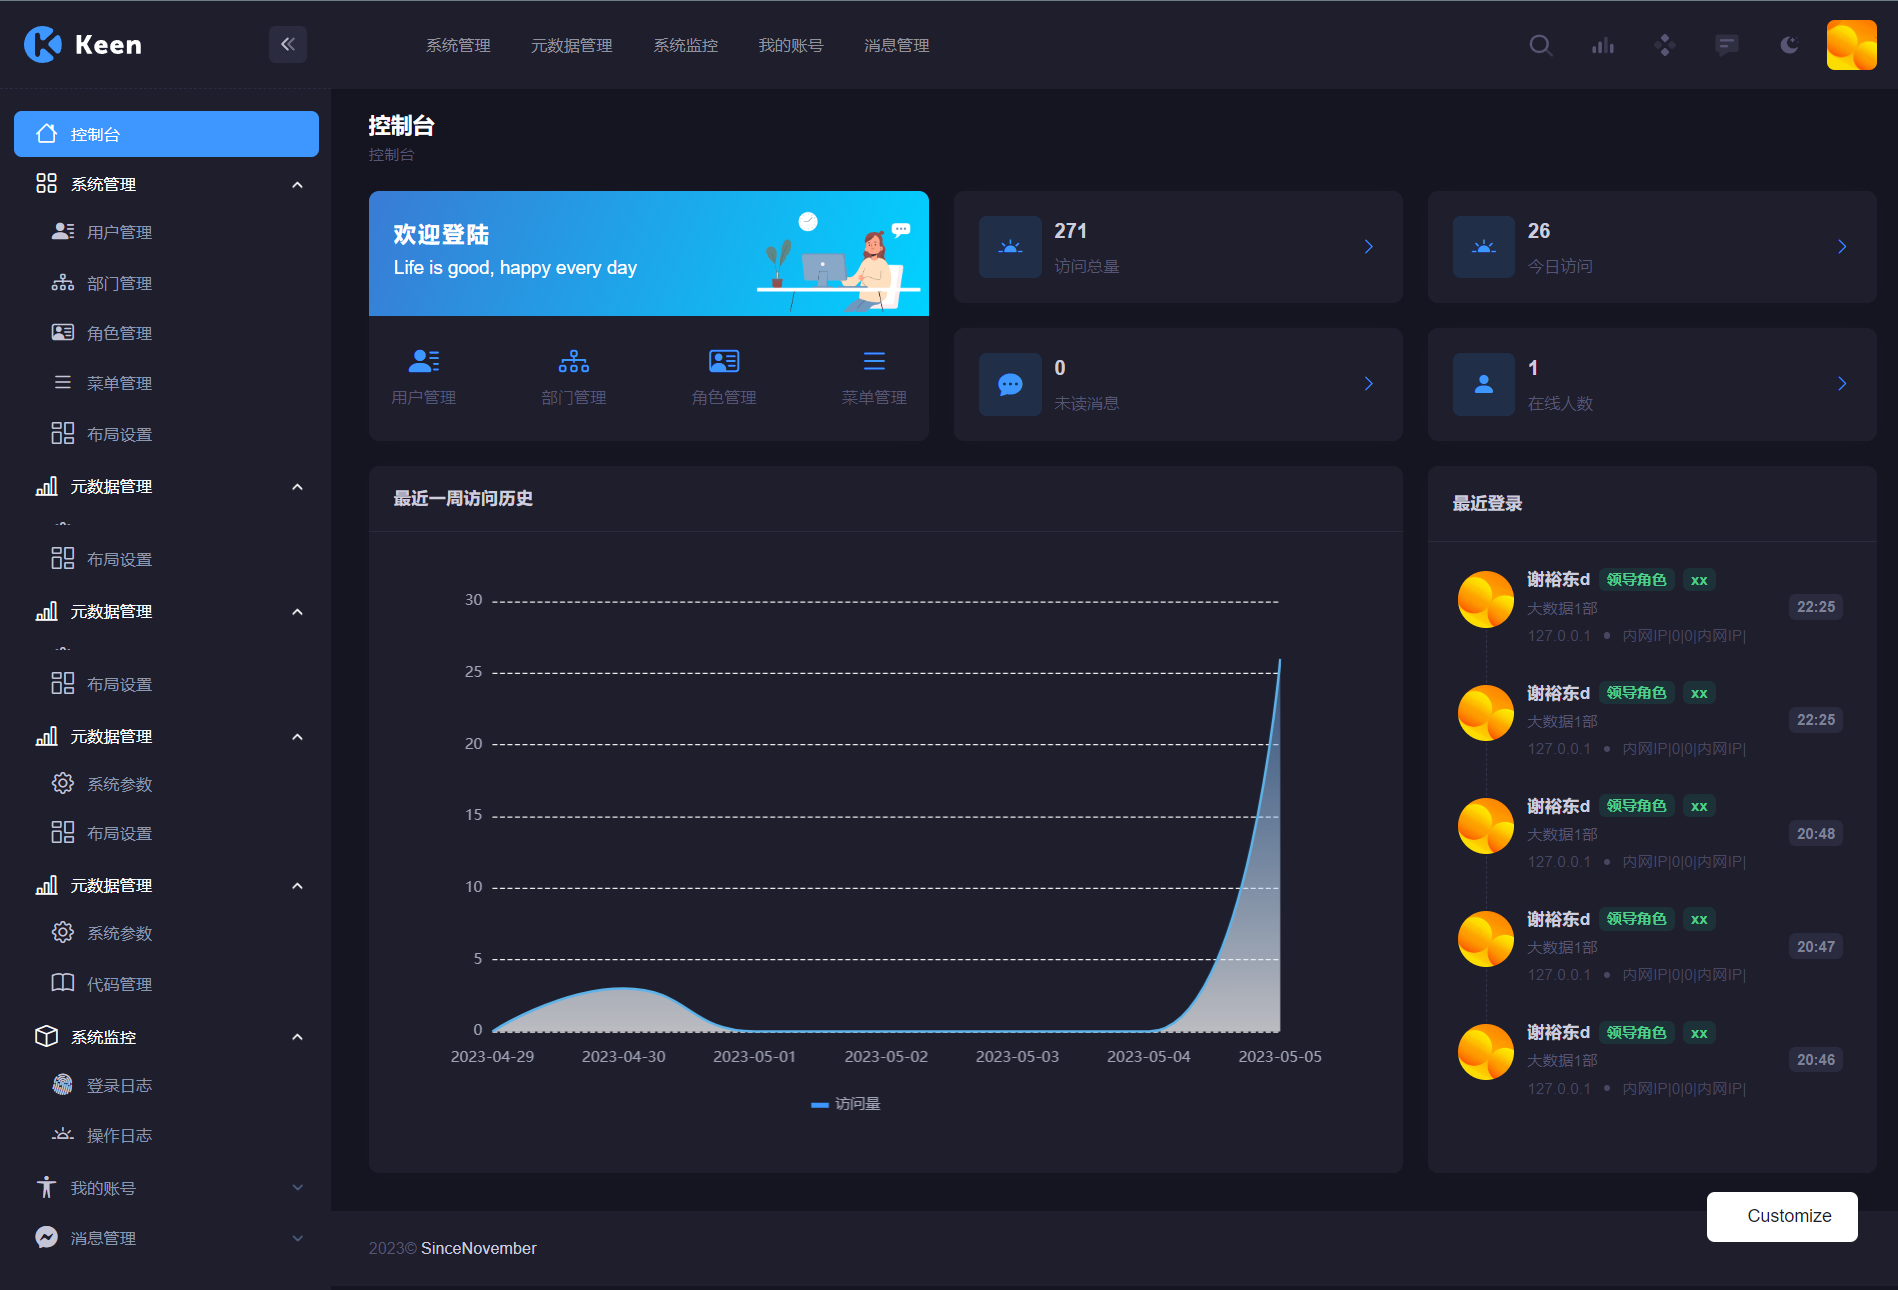 Keen
系统管理 元数据管理 系统监控 我的账号 消息管理
控制台
系统管理
用户管理
部门管理
角色管理
菜单管理
布局设置
元数据管理
布局设置
元数据管理
布局设置
元数据管理
系统参数
布局设置
元数据管理
系统参数
代码管理
系统监控
登录日志
操作日志
我的账号
消息管理
控制台
控制台
欢迎登陆
Life is good, happy every day
用户管理 部门管理 角色管理 菜单管理
271
访问总量
26
今日访问
0
未读消息
1
在线人数
最近一周访问历史
30
25
20
15
10
5
0
2023-04-29 2023-04-30 2023-05-01 2023-05-02 2023-05-03 2023-05-04 2023-05-05
访问量
最近登录
谢裕东d 领导角色 xx
大数据1部
22:25
127.0.0.1 • 内网IP|0|0|内网IP|
谢裕东d 领导角色 xx
大数据1部
22:25
127.0.0.1 • 内网IP|0|0|内网IP|
谢裕东d 领导角色 xx
大数据1部
20:48
127.0.0.1 • 内网IP|0|0|内网IP|
谢裕东d 领导角色 xx
大数据1部
20:47
127.0.0.1 • 内网IP|0|0|内网IP|
谢裕东d 领导角色 xx
大数据1部
20:46
127.0.0.1 • 内网IP|0|0|内网IP|
Customize
2023© SinceNovember